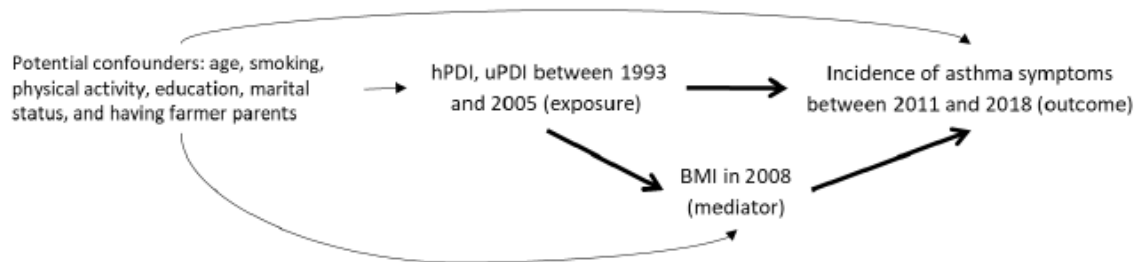 Potential confounders: age, smoking,
physical activity, education, marital
status, and having farmer parents
hPDI, uPDI between 1993
and 2005 (exposure)
Incidence of asthma symptoms
between 2011 and 2018 (outcome)
BMI in 2008
(mediator)